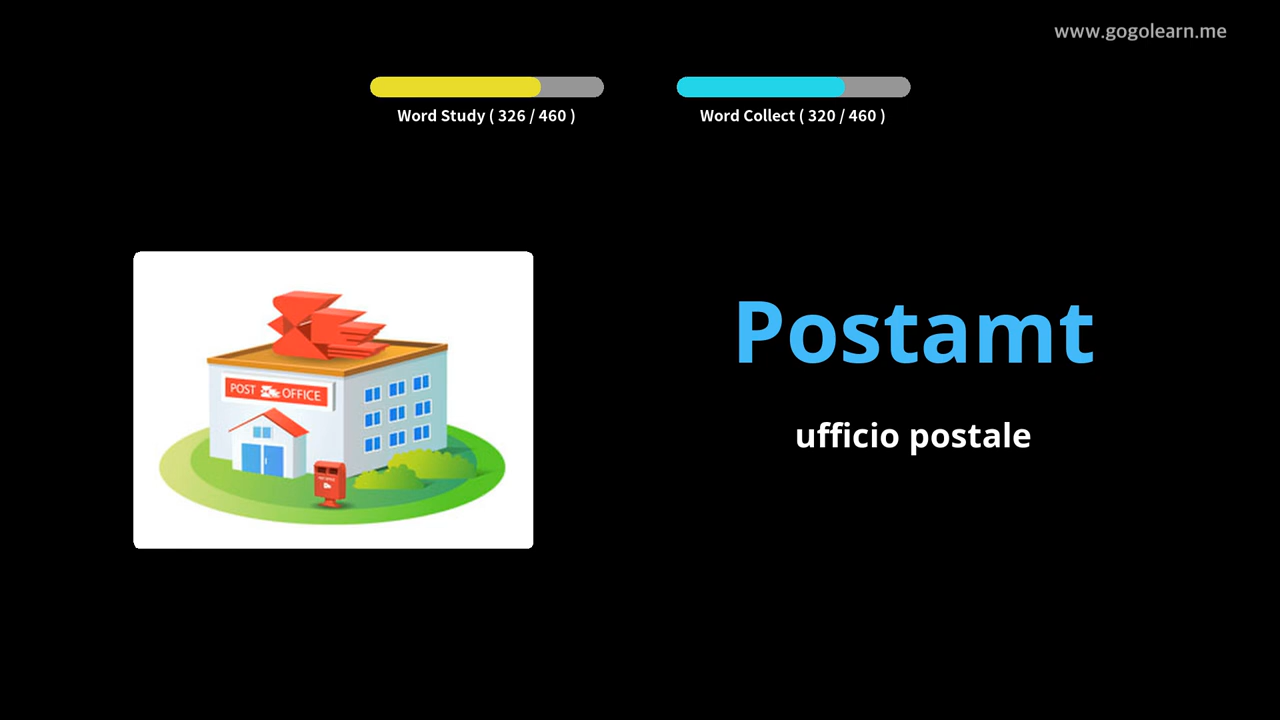 www.gogolearn.me
Word Study ( 326 / 460 )
Word Collect ( 320 / 460 )
POST OFFICE
Postamt
ufficio postale